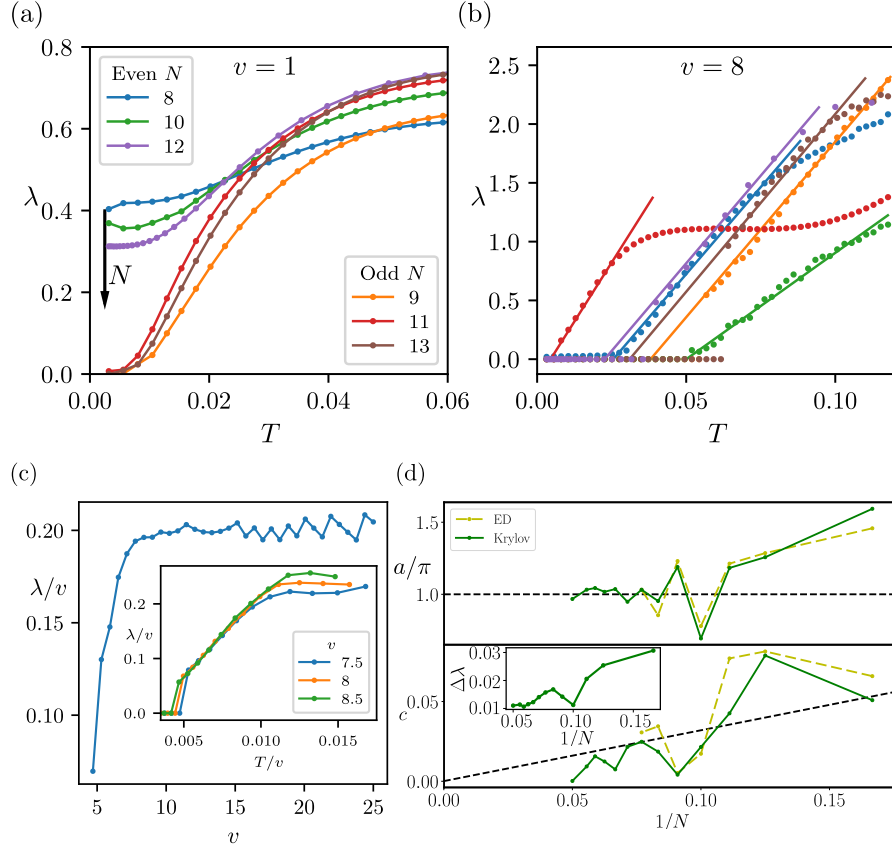 (a)
v = 1
Even N
8
10
12
Odd N
9
11
13
N
λ
0.8
0.6
0.4
0.2
0.0
0.00
0.02
0.04
0.06
T
(b)
v = 8
λ
2.5
2.0
1.5
1.0
0.5
0.0
0.00
0.05
0.10
T
(c)
λ/v
0.20
0.15
0.10
5
10
15
20
25
v
λ/v
0.2
0.1
0.0
0.005
0.010
0.015
T/v
v
7.5
8
8.5
(d)
ED
Krylov
a/π
1.5
1.0
c
0.05
0.00
0.00
0.05
0.10
0.15
1/N
Δλ
0.03
0.02
0.01
0.05
0.10
0.15
1/N